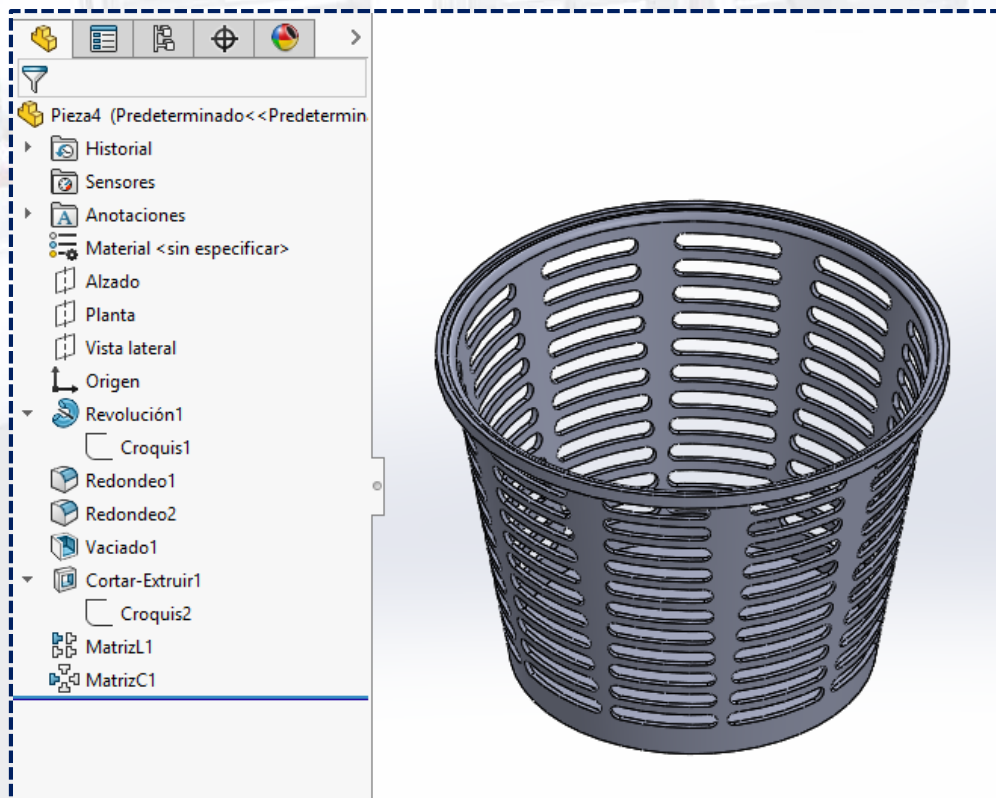 Pieza4 (Predeterminado<<Predetermin
Historial
Sensores
Anotaciones
Material <sin especificar>
Alzado
Planta
Vista lateral
Origen
Revolución1
Croquis1
Redondeo1
Redondeo2
Vaciado1
Cortar-Extruir1
Croquis2
MatrizL1
MatrizC1